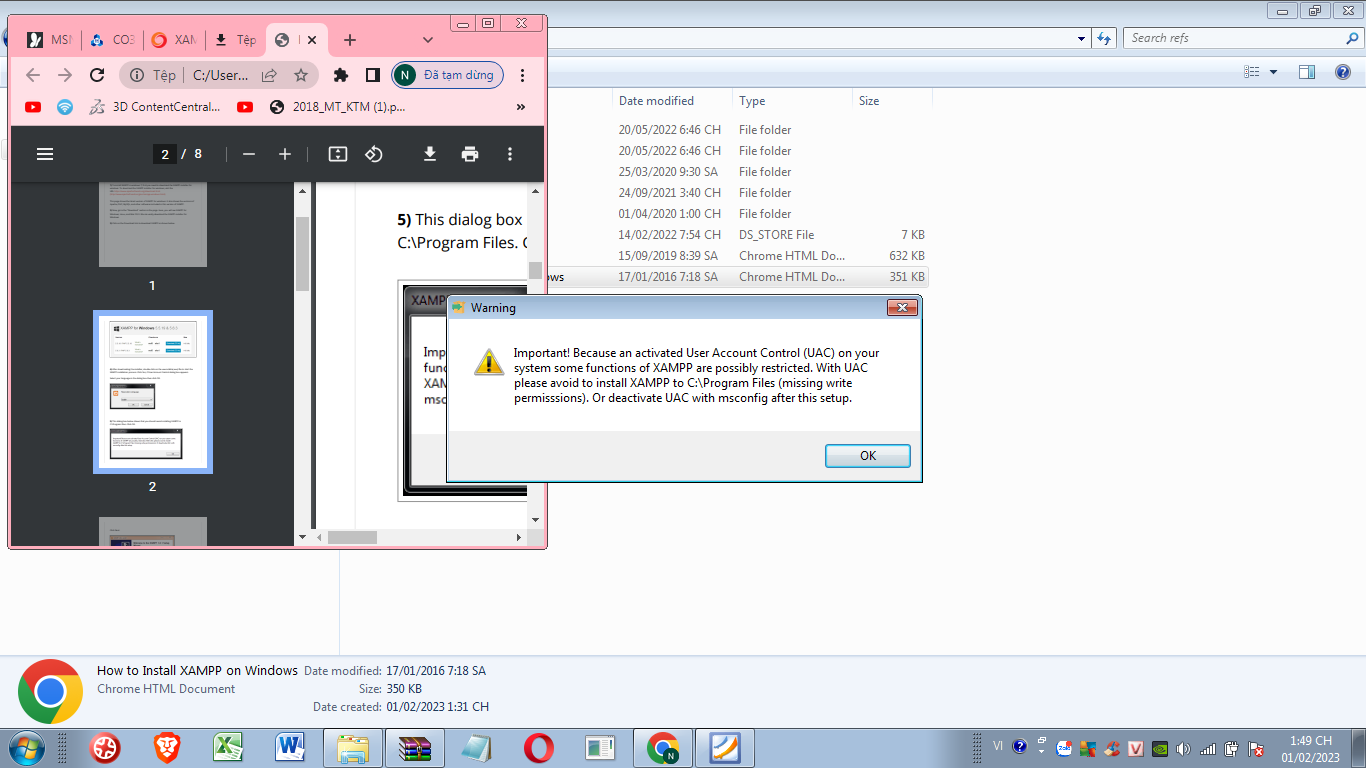 MSN
CO3
XAM
Tệp
Search refs
Tệp
C:/User...
N
Đã tạm dừng
3D ContentCentral...
2018_MT_KTM (1).p...
»
2 / 8
Date modified
Type
Size
20/05/2022 6:46 CH
File folder
20/05/2022 6:46 CH
File folder
25/03/2020 9:30 SA
File folder
24/09/2021 3:40 CH
File folder
01/04/2020 1:00 CH
File folder
14/02/2022 7:54 CH
DS_STORE File
7 KB
15/09/2019 8:39 SA
Chrome HTML Do...
632 KB
ows
17/01/2016 7:18 SA
Chrome HTML Do...
351 KB
1
2
5) This dialog box
C:\Program Files.
XAMP
Imp
func
XAM
msc
Warning
Important! Because an activated User Account Control (UAC) on your
system some functions of XAMPP are possibly restricted. With UAC
please avoid to install XAMPP to C:\Program Files (missing write
permisssions). Or deactivate UAC with msconfig after this setup.
OK
How to Install XAMPP on Windows
Date modified: 17/01/2016 7:18 SA
Chrome HTML Document
Size: 350 KB
Date created: 01/02/2023 1:31 CH
VI
1:49 CH
01/02/2023